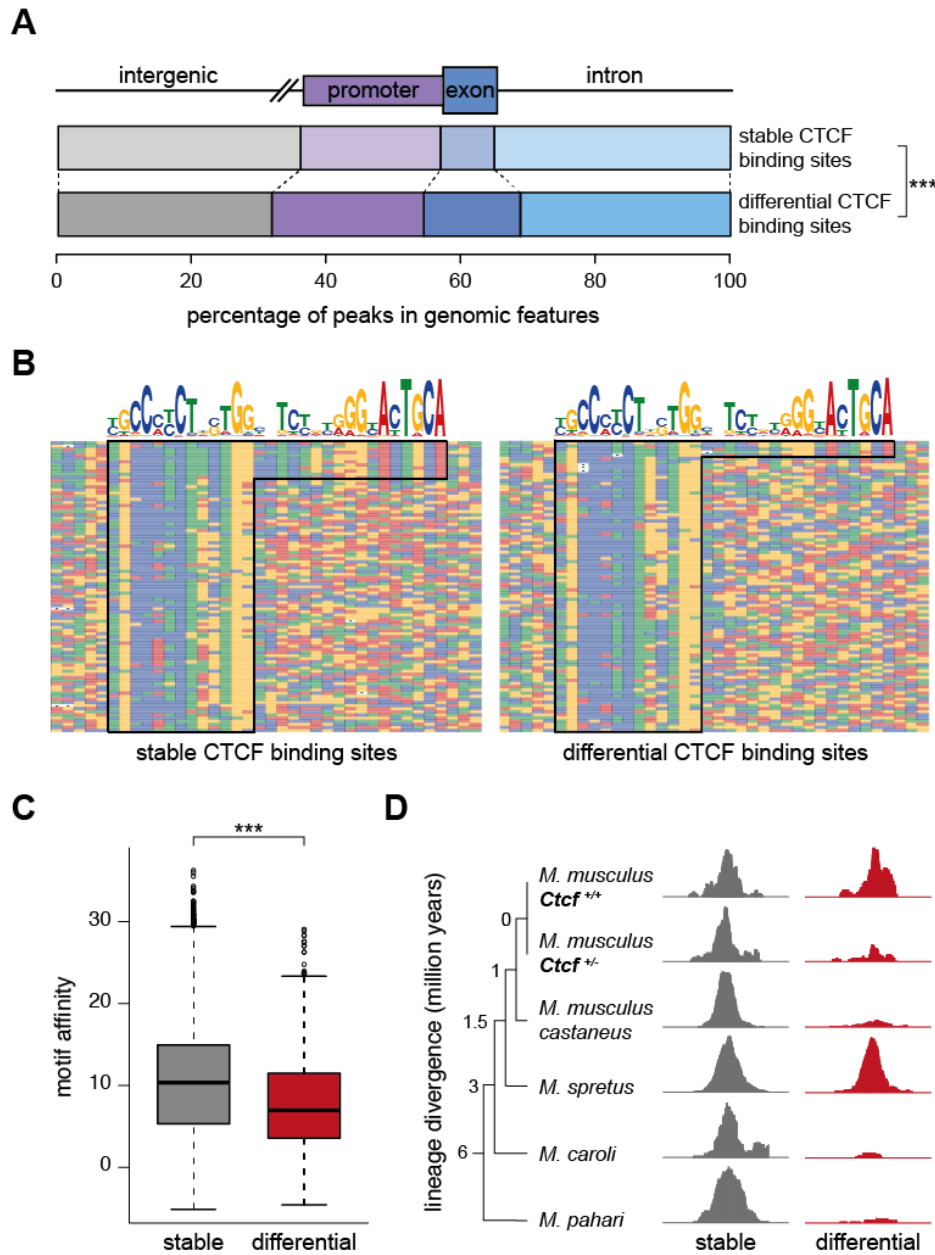 A
intergenic
promoter
exon
intron
stable CTCF
binding sites
differential CTCF
binding sites
***
0
20
40
60
80
100
percentage of peaks in genomic features
B
stable CTCF binding sites
differential CTCF binding sites
C
***
motif affinity
30
20
10
0
stable
differential
D
lineage divergence (million years)
0
1
1.5
3
6
M. musculus
Ctcf +/+
M. musculus
Ctcf +/-
M. musculus
castaneus
M. spretus
M. caroli
M. pahari
stable
differential